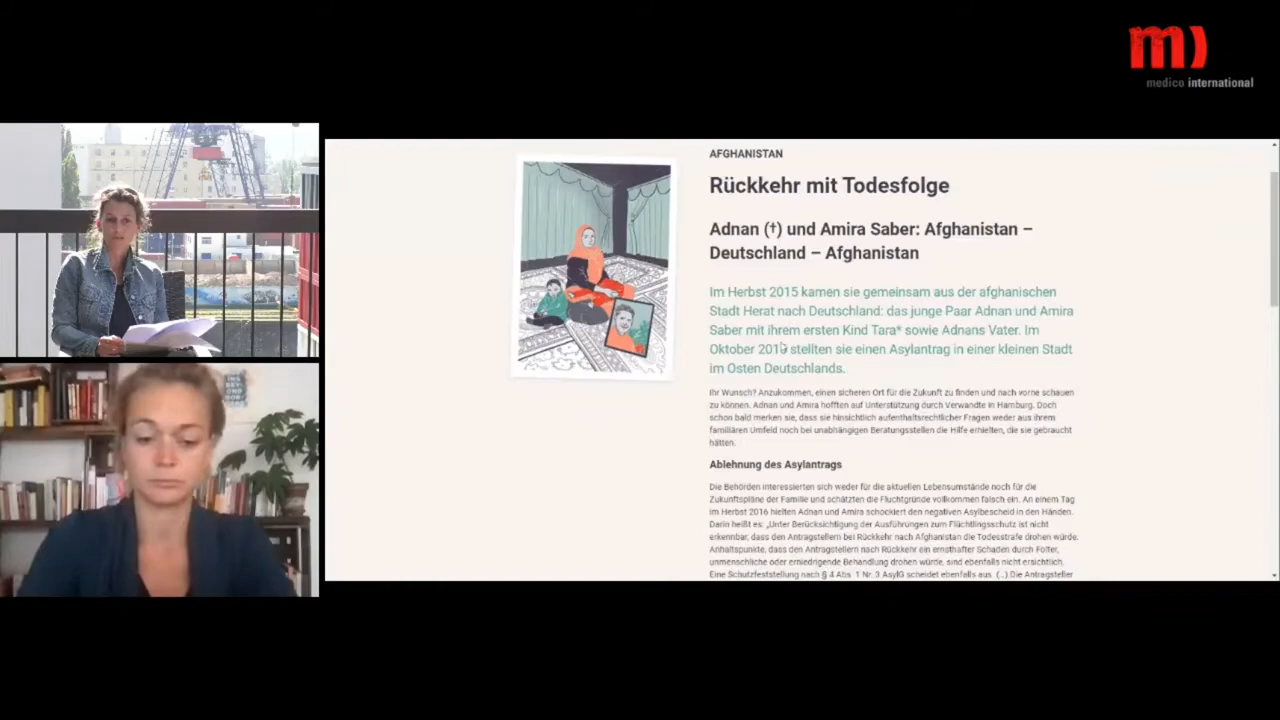 m)
medico international
AFGHANISTAN
Rückkehr mit Todesfolge
Adnan (†) und Amira Saber: Afghanistan –
Deutschland – Afghanistan
Im Herbst 2015 kamen sie gemeinsam aus der afghanischen
Stadt Herat nach Deutschland: das junge Paar Adnan und Amira
Saber mit ihrem ersten Kind Tara* sowie Adnans Vater. Im
Oktober stellten sie einen Asylantrag in einer kleinen Stadt
im Osten Deutschlands.
Ihr Wunsch? Anzukommen, einen sicheren Ort für die Zukunft zu finden und nach vorne schauen
zu können. Adnan und Amira hofften auf Unterstützung durch Verwandte in Hamburg. Doch
schon bald merken sie, dass sie hinsichtlich aufenthaltsrechtlicher Fragen weder aus ihrem
familiären Umfeld noch bei unabhängigen Beratungsstellen die Hilfe erhielten, die sie gebraucht
hätten.
Ablehnung des Asylantrags
Die Behörden interessierten sich weder für die aktuellen Lebensumstände noch für die
Zukunftspläne der Familie und schätzten die Fluchtgründe vollkommen falsch ein. An einem Tag
im Herbst 2016 hielten Adnan und Amira schockiert den negativen Asylbescheid in den Händen.
Darin heißt es: „Unter Berücksichtigung der Ausführungen zum Flüchtlingsschutz ist nicht
erkennbar, dass den Antragstellern bei Rückkehr nach Afghanistan die Todesstrafe drohen würde.
Anhaltspunkte, dass den Antragstellern nach Rückkehr ein ernsthafter Schaden durch Folter,
unmenschliche oder erniedrigende Behandlung drohen würde, sind ebenfalls nicht ersichtlich.
Eine Schutzfeststellung nach § 4 Abs. 1 Nr. 3 AsylG scheidet ebenfalls aus. (..) Die Antragsteller